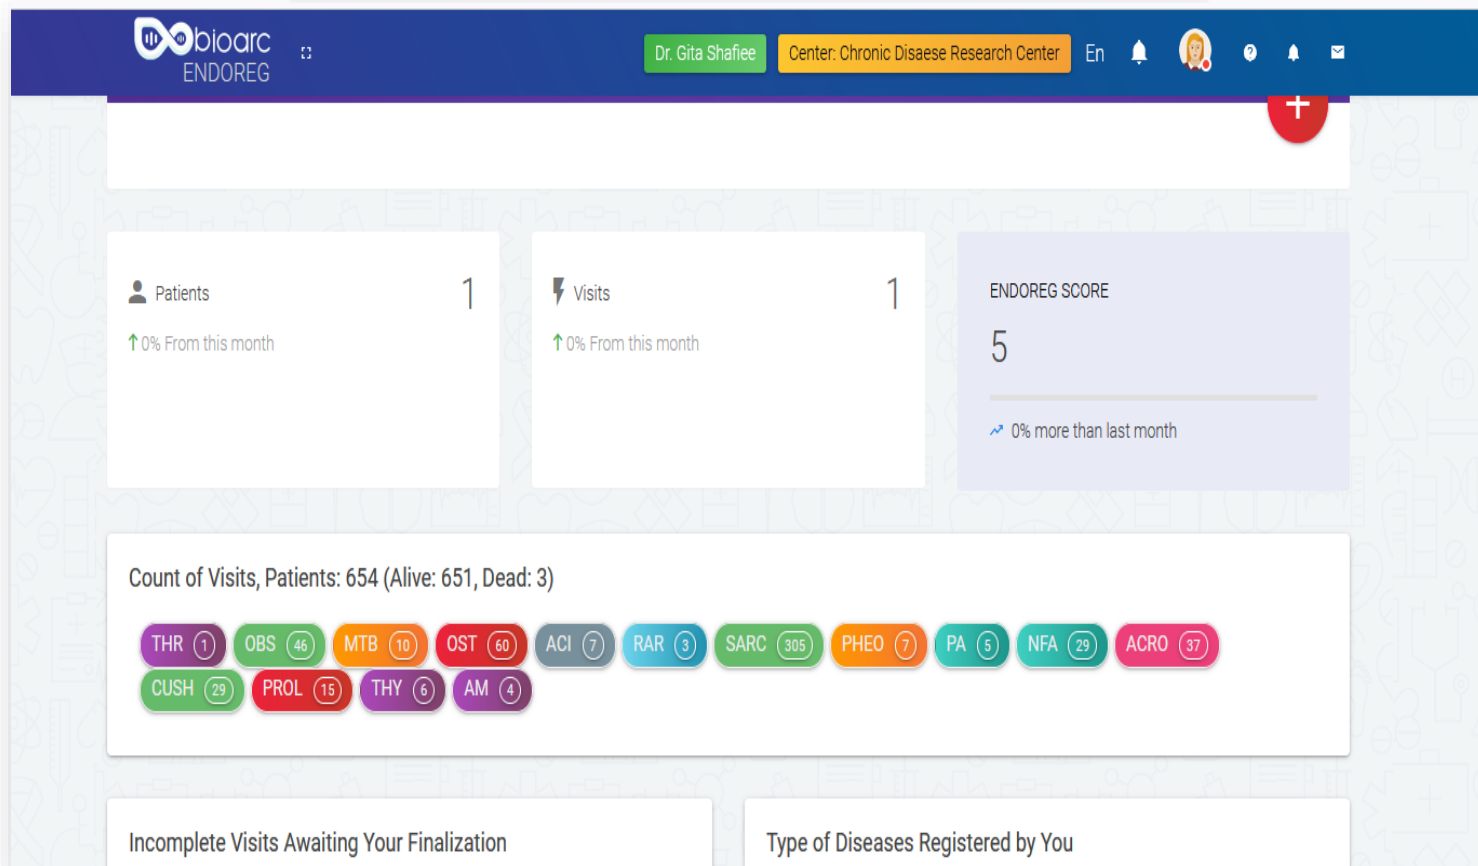 bioarc
ENDOREG
Dr. Gita Shafiee
Center: Chronic Disaese Research Center
En
Patients 1
0% From this month
Visits 1
0% From this month
ENDOREG SCORE
5
0% more than last month
Count of Visits, Patients: 654 (Alive: 651, Dead: 3)
THR 1 OBS 46 MTB 10 OST 60 ACI 7 RAR 3 SARC 305 PHEO 7 PA 5 NFA 29 ACRO 37
CUSH 29 PROL 15 THY 6 AM 4
Incomplete Visits Awaiting Your Finalization
Type of Diseases Registered by You